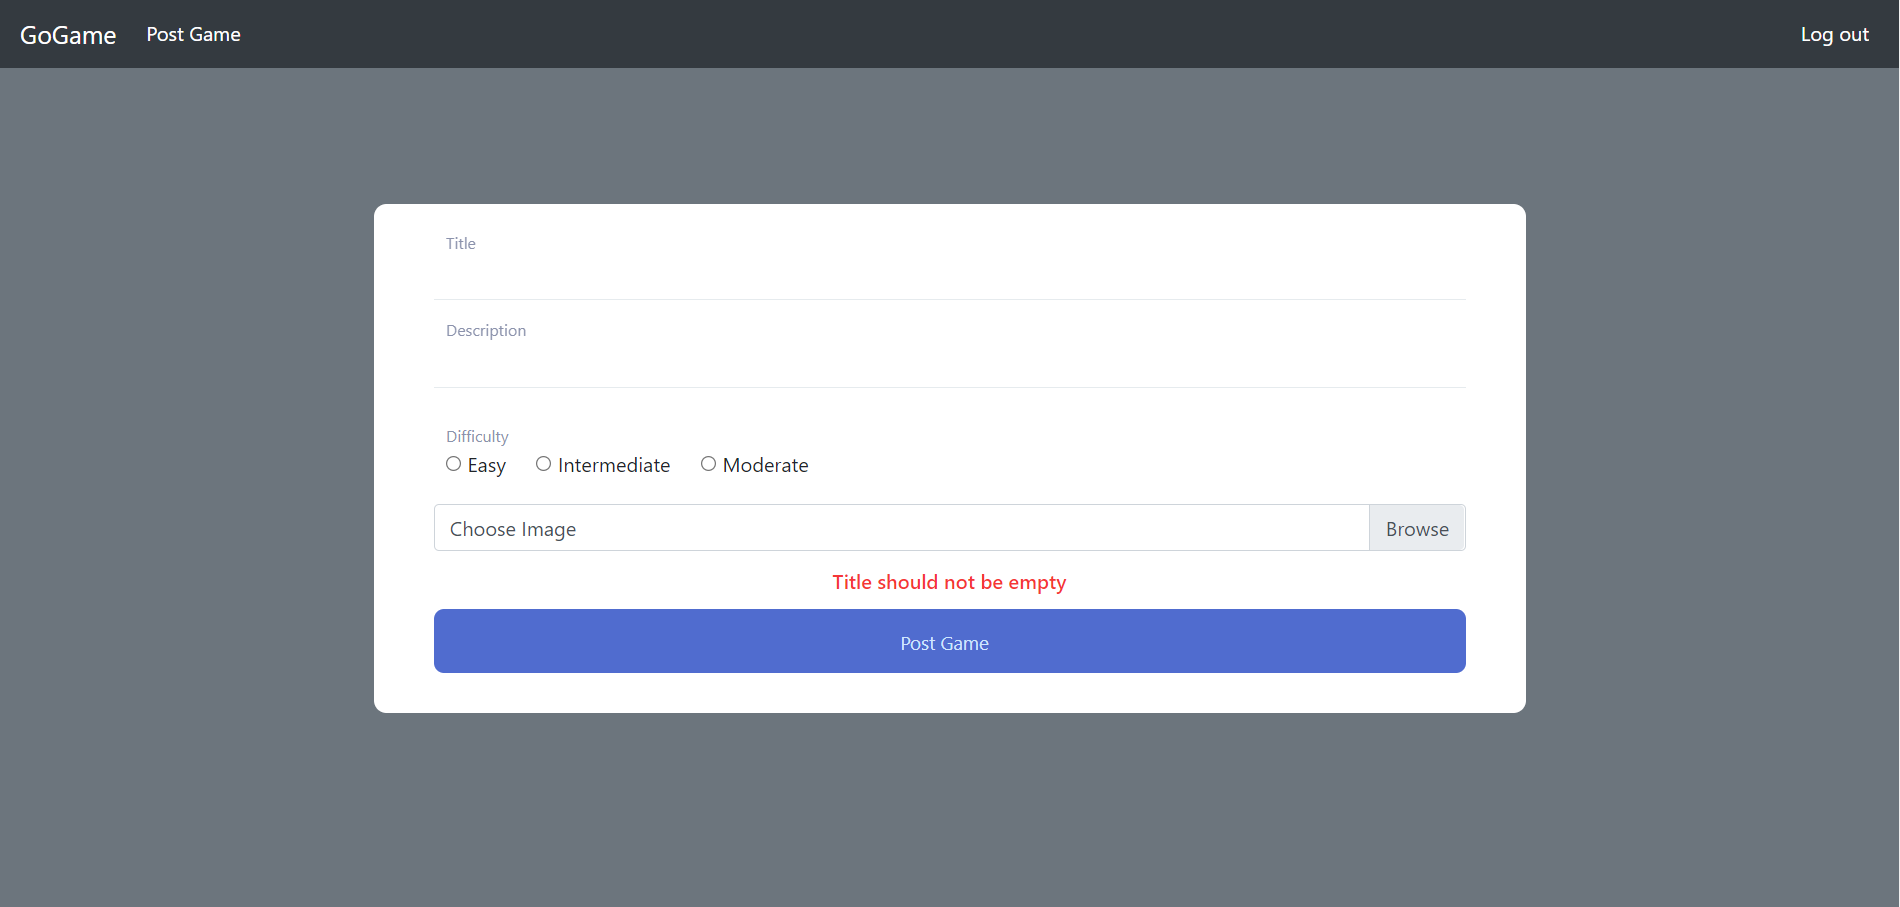 GoGame Post Game Log out
Title
Description
Difficulty
Easy Intermediate Moderate
Choose Image Browse
Title should not be empty
Post Game